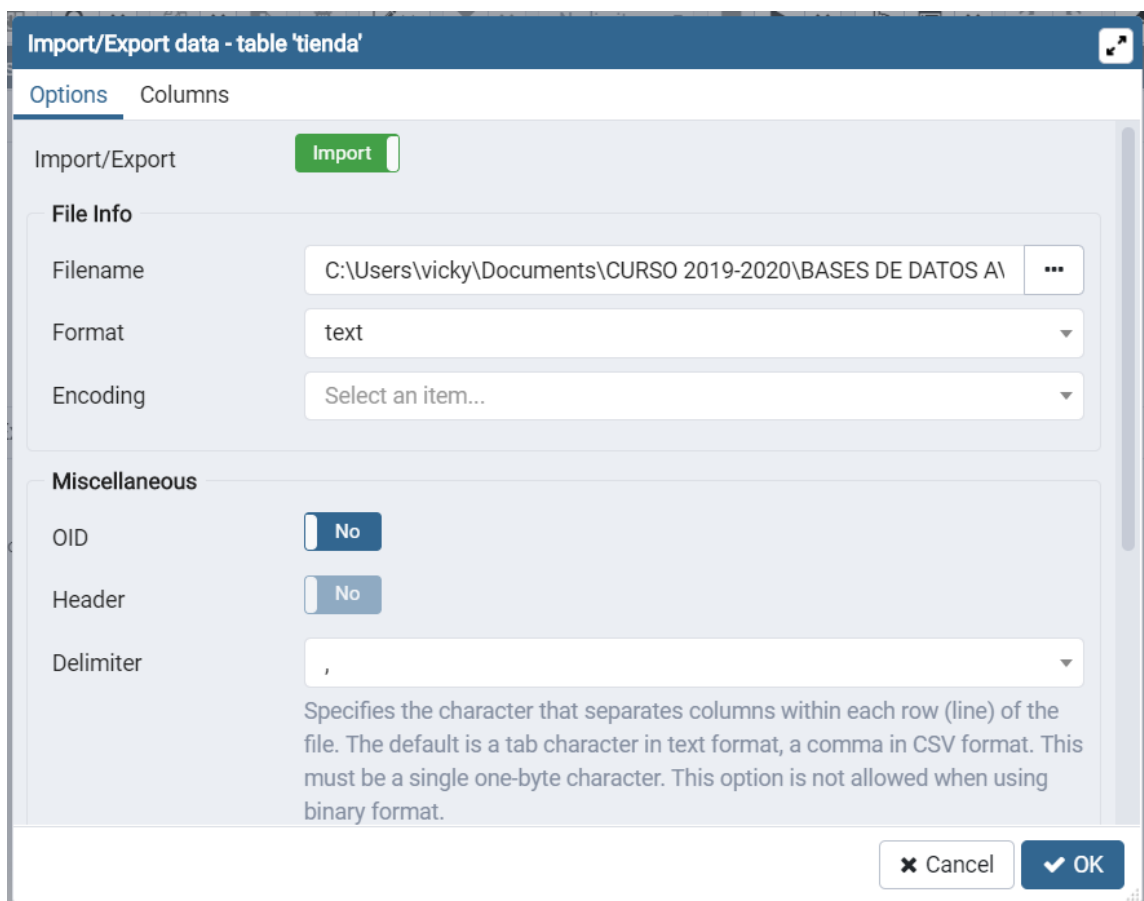 Import/Export data - table 'tienda'
Options Columns
Import/Export Import
File Info
Filename C:\Users\vicky\Documents\CURSO 2019-2020\BASES DE DATOS A\ •••
Format text
Encoding Select an item...
Miscellaneous
OID No
Header No
Delimiter ,
Specifies the character that separates columns within each row (line) of the
file. The default is a tab character in text format, a comma in CSV format. This
must be a single one-byte character. This option is not allowed when using
binary format.
Cancel OK